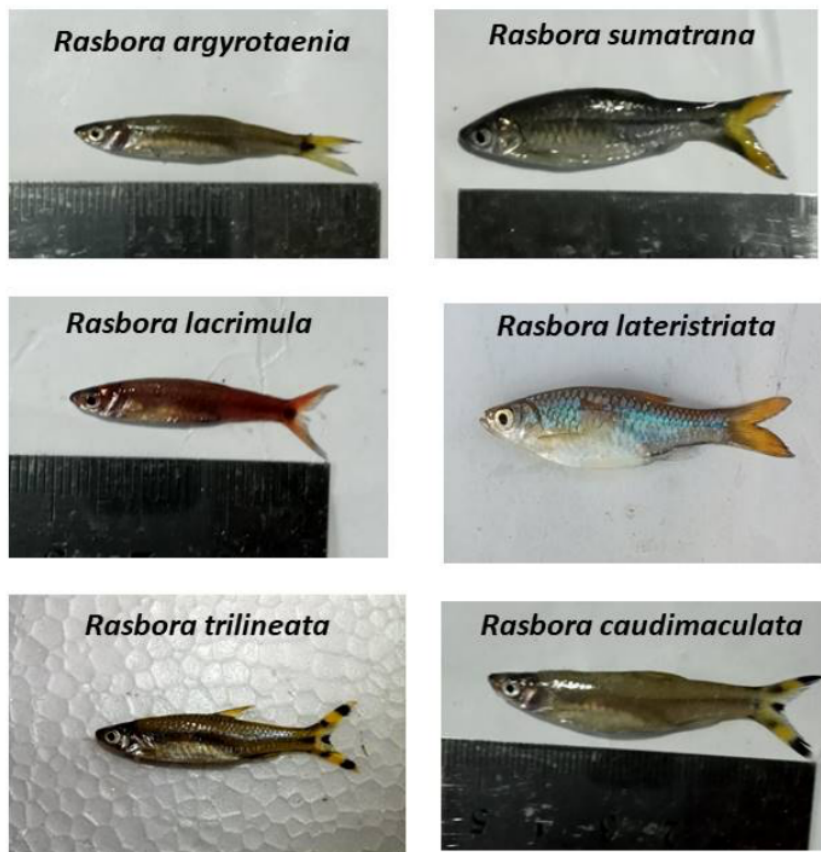 Rasbora argyrotaenia
Rasbora sumatrana
Rasbora lacrimula
Rasbora lateristriata
Rasbora trilineata
Rasbora caudimaculata